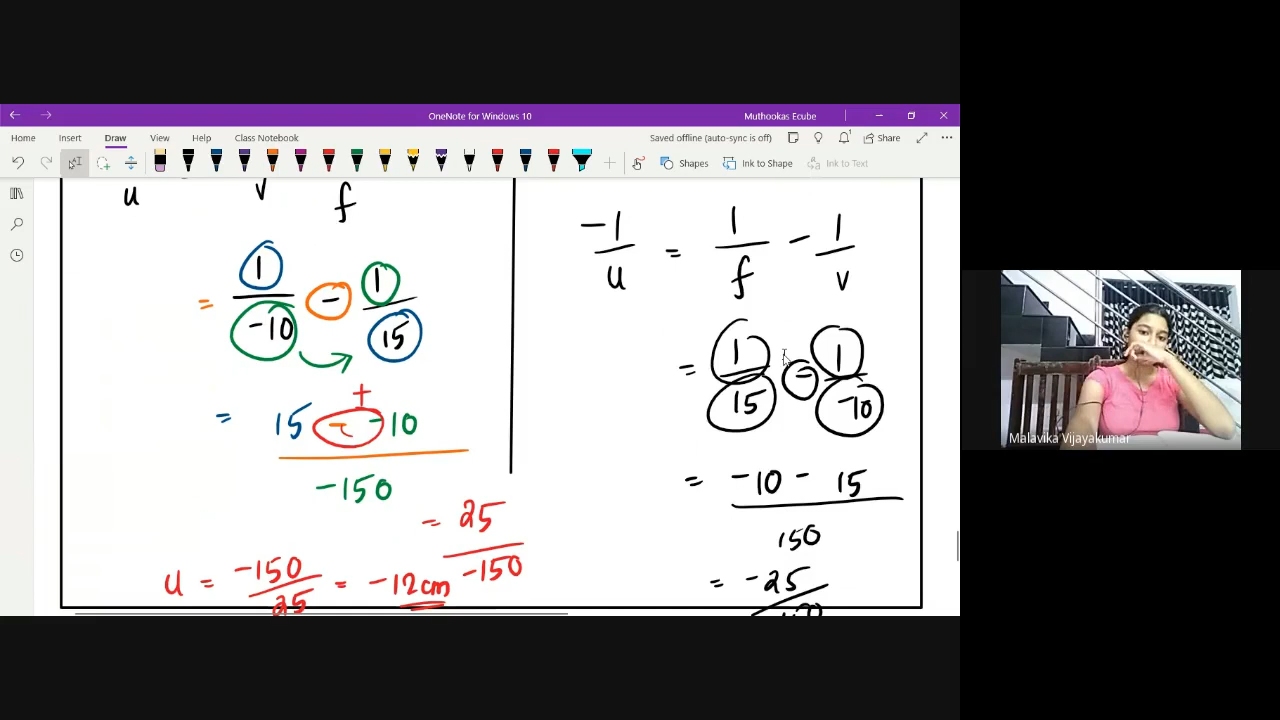 OneNote for Windows 10
Muthookas Ecube
Home Insert Draw View Help Class Notebook
Saved offline (auto-sync is off)
Share
Shapes
Ink to Shape
Ink to Text
u v f
= 1/-10 - 1/15
+
= 15 - -10
-150
= 25/-150
u = -150/25 = -12cm
-1/u = 1/f - 1/v
= 1/15 - 1/-10
= -10 - 15
150
= -25
Malavika Vijayakumar